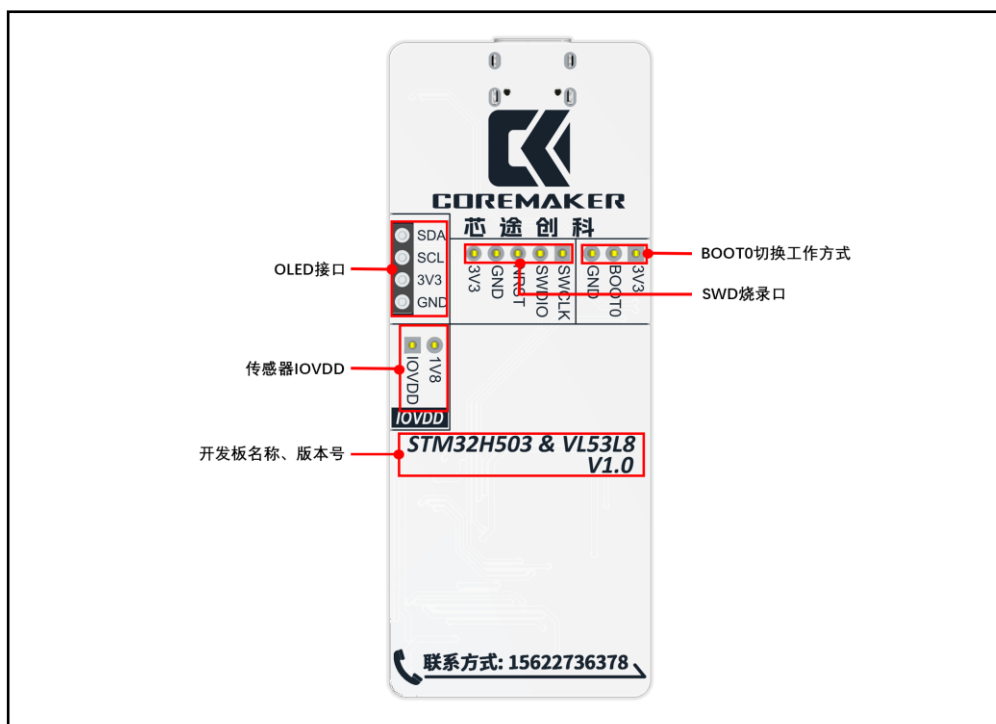 COREMAKER
芯途创科
SDA
SCL
3V3
GND
OLED接口
3V3
GND
NRST
SWDIO
SWCLK
GND
BOOT0
3V3
BOOT0切换工作方式
SWD烧录口
传感器IOVDD
IOVDD
1V8
IOVDD
开发板名称、版本号
STM32H503 & VL53L8
V1.0
联系方式: 15622736378